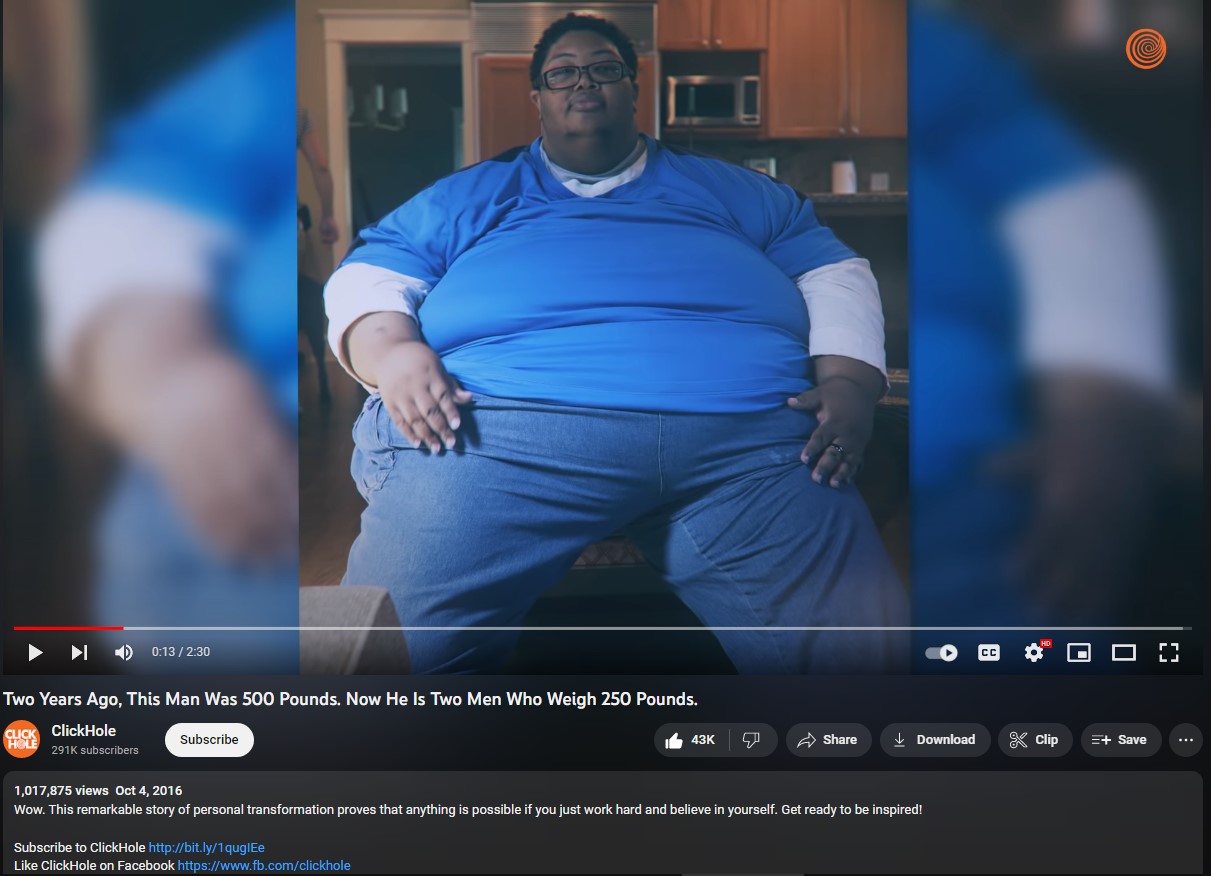 HD
CC
0:13 / 2:30
Two Years Ago, This Man Was 500 Pounds. Now He Is Two Men Who Weigh 250 Pounds.
CLICK
HOLE
ClickHole
291K subscribers
Subscribe
43K
Share
Download
Clip
Save
1,017,875 views Oct 4, 2016
Wow. This remarkable story of personal transformation proves that anything is possible if you just work hard and believe in yourself. Get ready to be inspired!
Subscribe to ClickHole http://bit.ly/1qugIEe
Like ClickHole on Facebook https://www.fb.com/clickhole